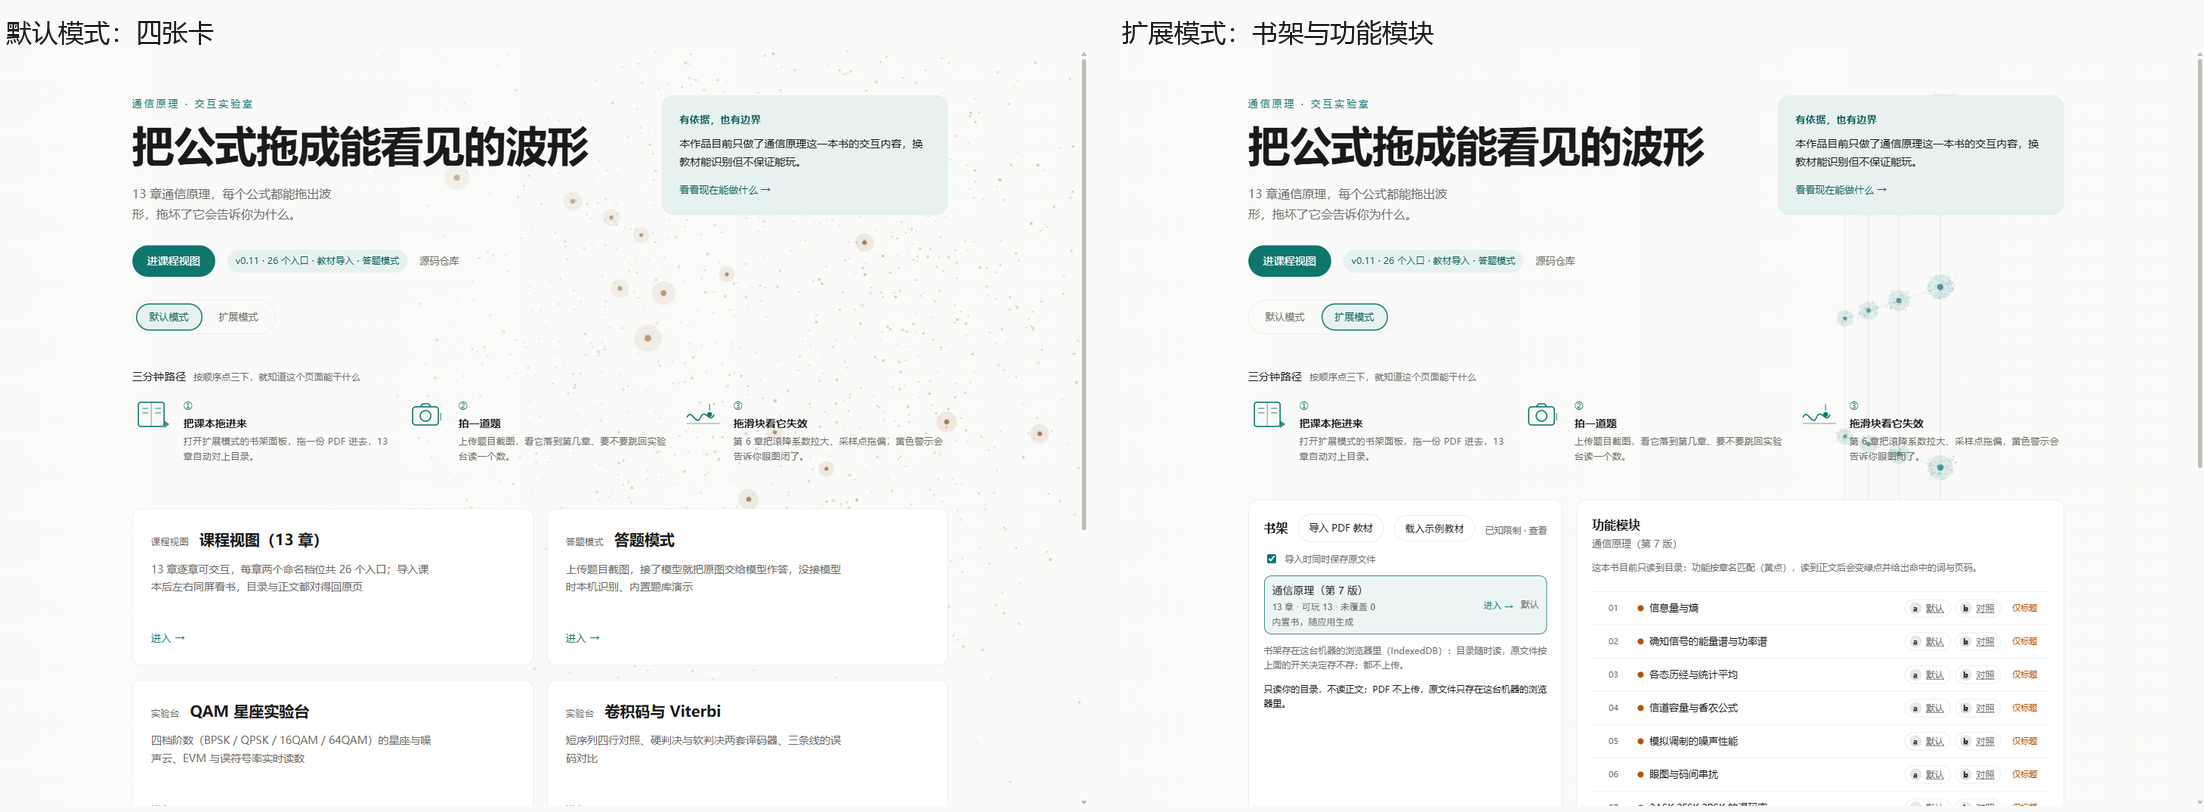 默认模式：四张卡
通信原理 · 交互实验室
把公式拖成能看见的波形
13 章通信原理，每个公式都能拖出波
形，拖坏了它会告诉你为什么。
有依据，也有边界
本作品目前只做了通信原理这一本书的交互内容，换
教材能识别但不保证能玩。
看看现在能做什么 →
进课程视图
v0.11 · 26 个入口 · 教材导入 · 答题模式
源码仓库
默认模式
扩展模式
三分钟路径 按顺序点三下，就知道这个页面能干什么
①
把课本拖进来
打开扩展模式的书架面板，拖一份 PDF 进去，13
章自动对上目录。
②
拍一道题
上传题目截图，看它落到第几章、要不要跳回实验
台读一个数。
③
拖滑块看它失效
第 6 章把滚降系数拉大、采样点拖偏，黄色警示会
告诉你眼图闭了。
课程视图 课程视图（13 章）
13 章逐章可交互，每章两个命名档位共 26 个入口；导入课
本后左右同屏看书，目录与正文都对得回原页
进入 →
答题模式 答题模式
上传题目截图，接了模型就把原图交给模型作答，没接模型
时本机识别、内置题库演示
进入 →
实验台 QAM 星座实验台
四档阶数（BPSK / QPSK / 16QAM / 64QAM）的星座与噪
声云、EVM 与误符号率实时读数
实验台 卷积码与 Viterbi
短序列四行对照、硬判决与软判决两套译码器、三条线的误
码对比
扩展模式：书架与功能模块
通信原理 · 交互实验室
把公式拖成能看见的波形
13 章通信原理，每个公式都能拖出波
形，拖坏了它会告诉你为什么。
有依据，也有边界
本作品目前只做了通信原理这一本书的交互内容，换
教材能识别但不保证能玩。
看看现在能做什么 →
进课程视图
v0.11 · 26 个入口 · 教材导入 · 答题模式
源码仓库
默认模式
扩展模式
三分钟路径 按顺序点三下，就知道这个页面能干什么
①
把课本拖进来
打开扩展模式的书架面板，拖一份 PDF 进去，13
章自动对上目录。
②
拍一道题
上传题目截图，看它落到第几章、要不要跳回实验
台读一个数。
③
拖滑块看它失效
第 6 章把滚降系数拉大、采样点拖偏，黄色警示会
告诉你眼图闭了。
书架 导入 PDF 教材 载入示例教材 已知限制 · 查看
导入时同时保存原文件
通信原理（第 7 版）
13 章 · 可玩 13 · 未覆盖 0
内置书，随应用生成
进入 → 默认
书架存在这台机器的浏览器里（IndexedDB）：目录随时读，原文件按
上面的开关决定存不存；都不上传。
只读你的目录，不读正文；PDF 不上传，原文件只存在这台机器的浏览
器里。
功能模块
通信原理（第 7 版）
这本书目前只读到目录：功能按章名匹配（黄点），读到正文后会变绿点并给出命中的词与页码。
01 信息量与熵 a 默认 b 对照 仅标题
02 确知信号的能量谱与功率谱 a 默认 b 对照 仅标题
03 各态历经与统计平均 a 默认 b 对照 仅标题
04 信道容量与香农公式 a 默认 b 对照 仅标题
05 模拟调制的噪声性能 a 默认 b 对照 仅标题
06 眼图与码间串扰 a 默认 b 对照 仅标题